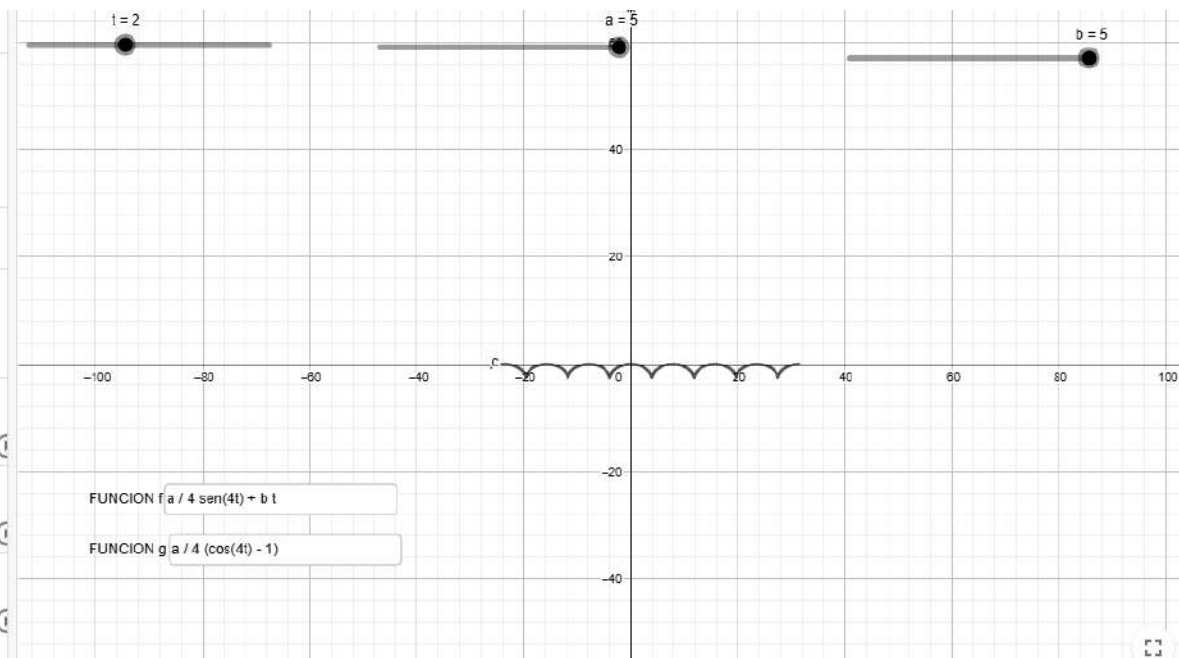 t = 2
a = 5
b = 5
40
20
c
−100
−80
−60
−40
−20
0
20
40
60
80
100
−20
FUNCION f a / 4 sen(4t) + b t
FUNCION g a / 4 (cos(4t) - 1)
−40